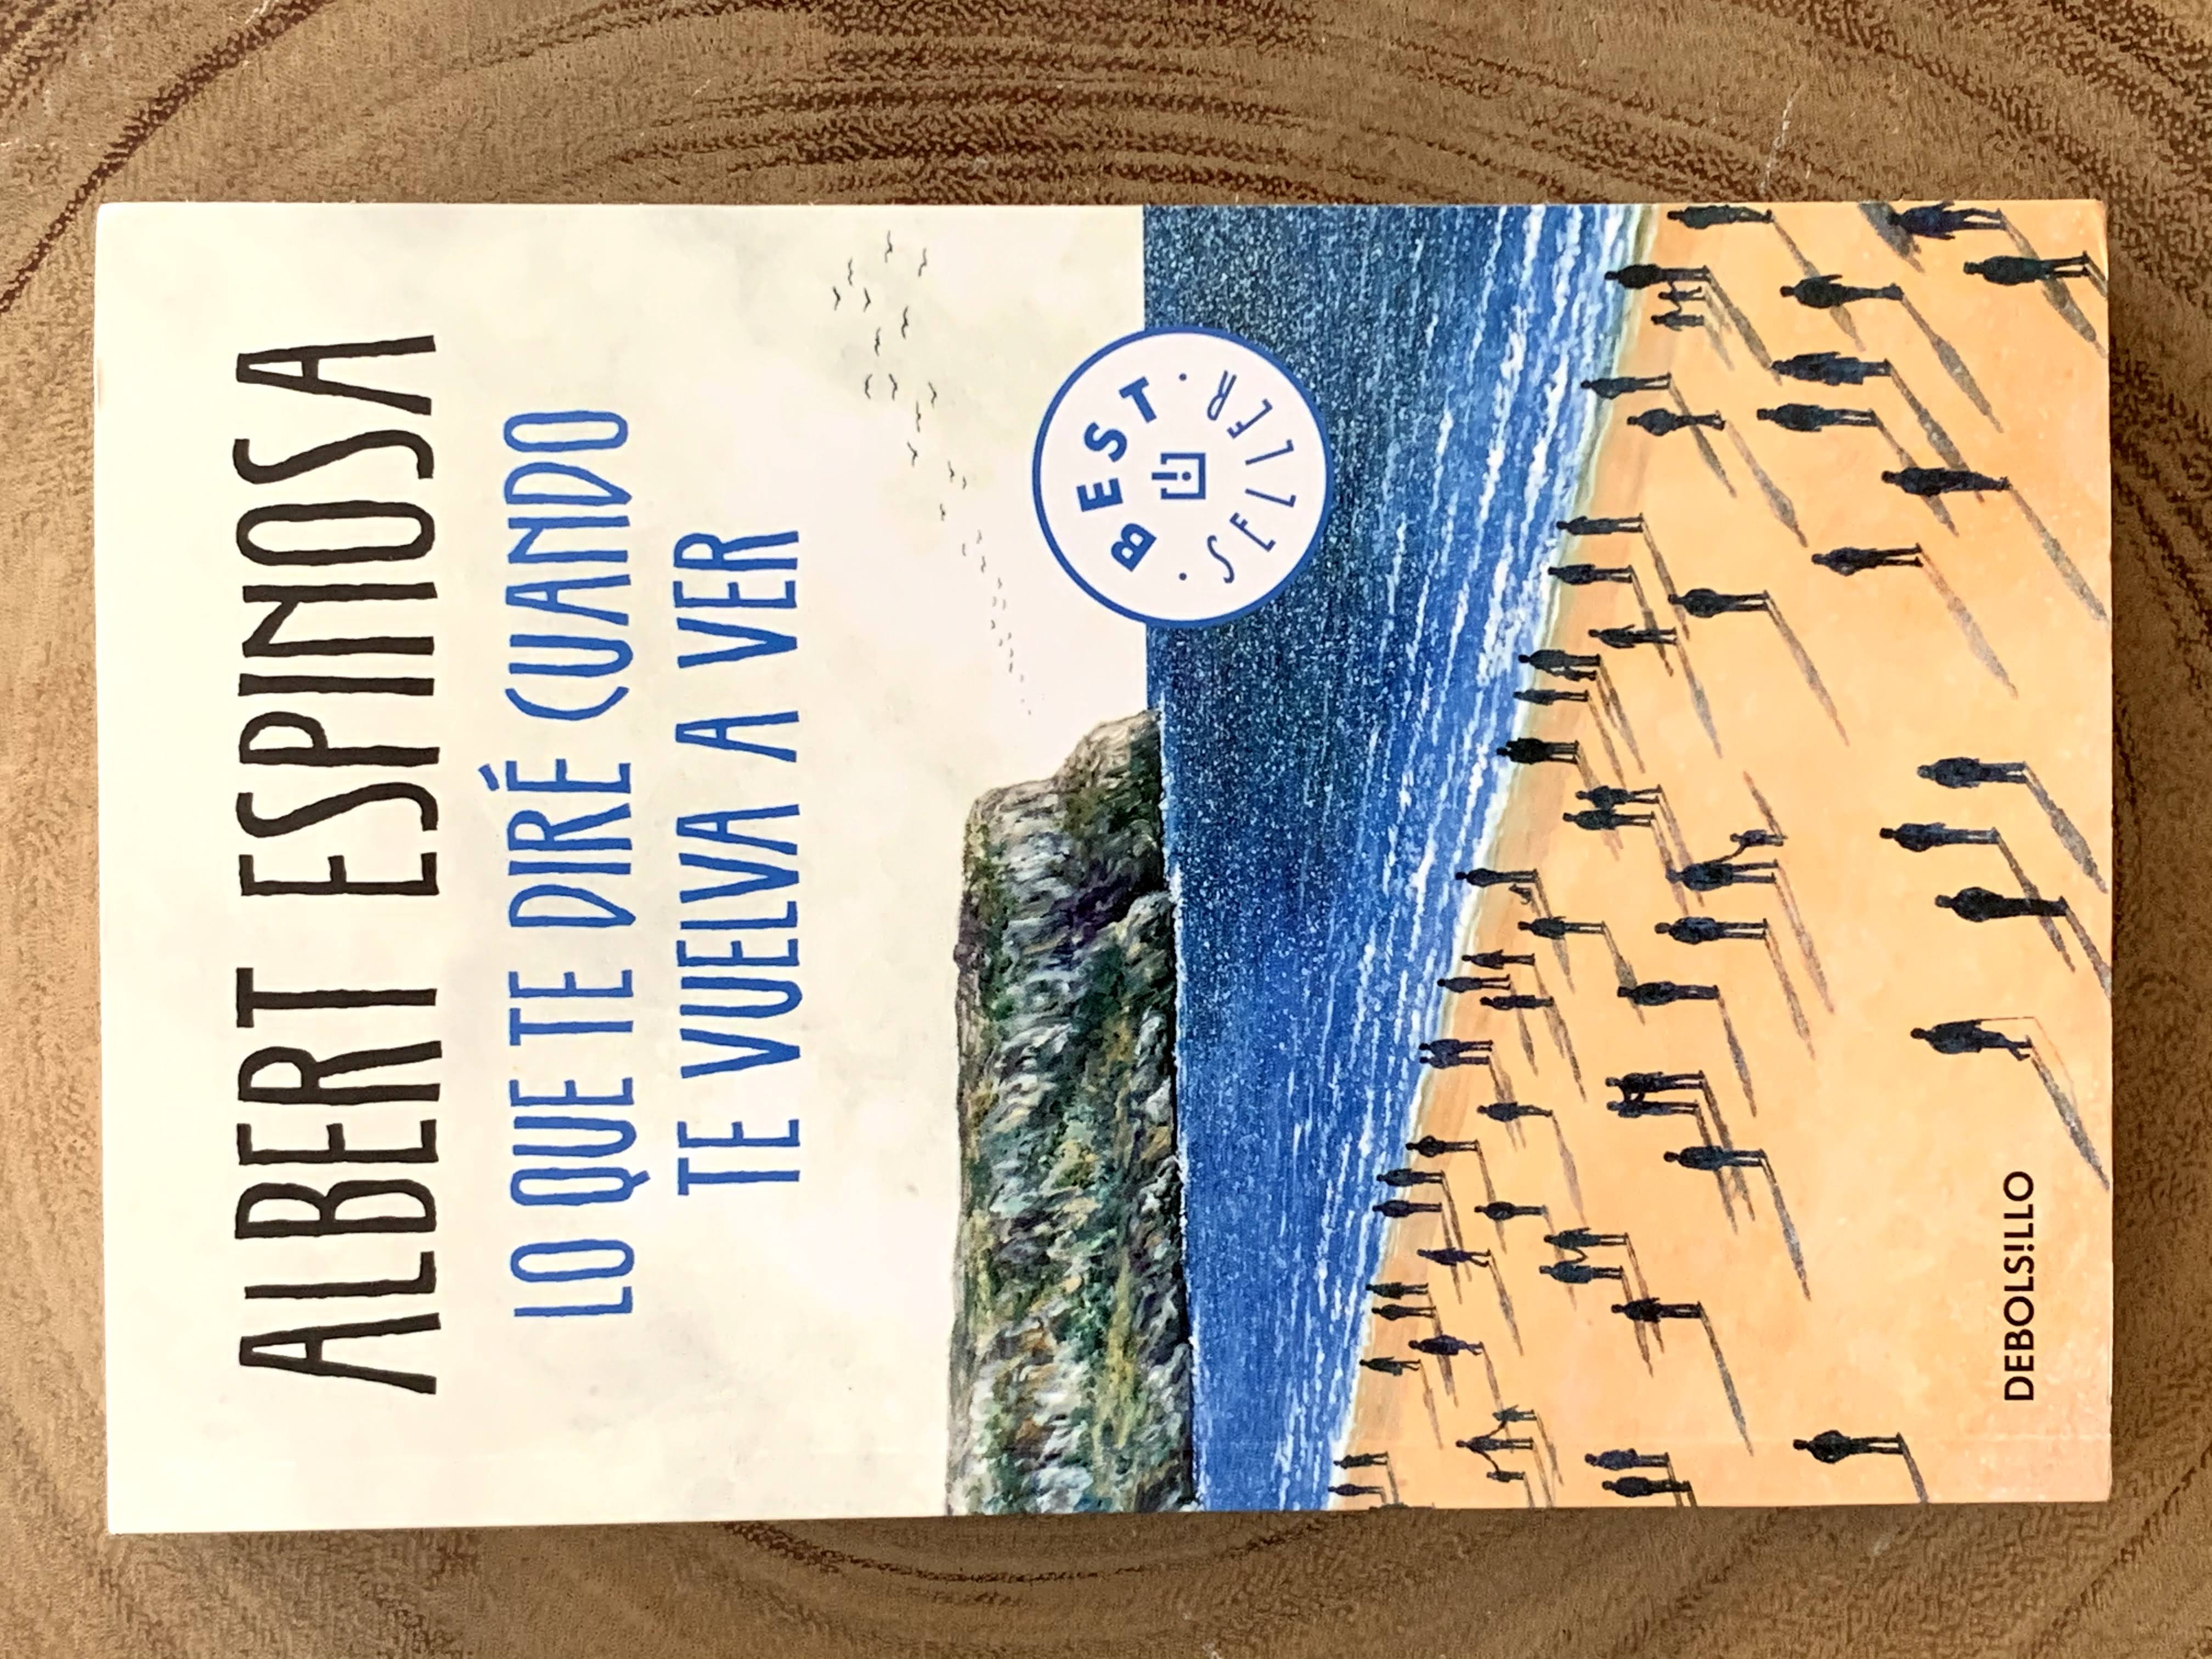 ALBERT ESPINOSA
LO QUE TE DIRÉ CUANDO
TE VUELVA A VER
BEST
SELLER
DEBOLS!LLO